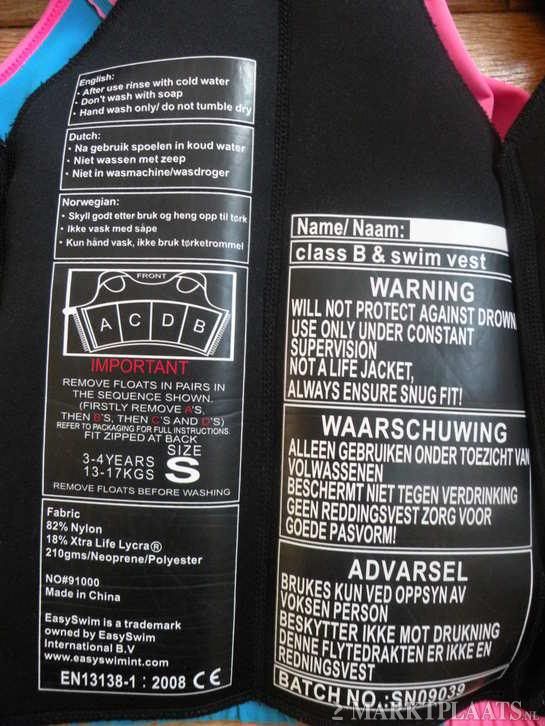 English:
· After use rinse with cold water
· Don't wash with soap
· Hand wash only/ do not tumble dry
Dutch:
· Na gebruik spoelen in koud water
· Niet wassen met zeep
· Niet in wasmachine/wasdroger
Norwegian:
· Skyll godt etter bruk og heng opp til tørk
· Ikke vask med såpe
· Kun hånd vask, ikke bruk tørketrommel
FRONT
A C D B
IMPORTANT
REMOVE FLOATS IN PAIRS IN
THE SEQUENCE SHOWN.
(FIRSTLY REMOVE A'S,
THEN B'S, THEN C'S AND D'S)
REFER TO PACKAGING FOR FULL INSTRUCTIONS.
FIT ZIPPED AT BACK
SIZE
3-4YEARS
13-17KGS
S
REMOVE FLOATS BEFORE WASHING
Fabric
82% Nylon
18% Xtra Life Lycra®
210gms/Neoprene/Polyester
NO#91000
Made in China
EasySwim is a trademark
owned by EasySwim
International B.V
www.easyswimint.com
EN13138-1 : 2008 CE
Name/ Naam:
class B & swim vest
WARNING
WILL NOT PROTECT AGAINST DROWN
USE ONLY UNDER CONSTANT
SUPERVISION
NOT A LIFE JACKET,
ALWAYS ENSURE SNUG FIT!
WAARSCHUWING
ALLEEN GEBRUIKEN ONDER TOEZICHT VAN
VOLWASSENEN
BESCHERMT NIET TEGEN VERDRINKING
GEEN REDDINGSVEST ZORG VOOR
GOEDE PASVORM!
ADVARSEL
BRUKES KUN VED OPPSYN AV
VOKSEN PERSON
BESKYTTER IKKE MOT DRUKNING
DENNE FLYTEDRAKTEN ER IKKE EN
REDNINGSVEST
BATCH NO.:SN09039
MARKTPLAATS.NL